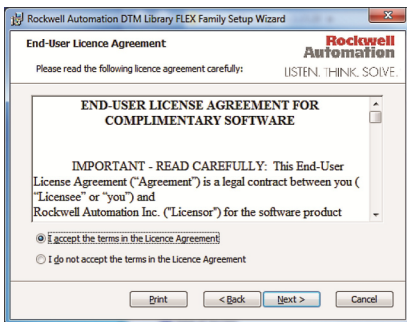 Rockwell Automation DTM Library FLEX Family Setup Wizard
End-User Licence Agreement
Please read the following licence agreement carefully:
Rockwell
Automation
LISTEN. THINK. SOLVE.
END-USER LICENSE AGREEMENT FOR
COMPLIMENTARY SOFTWARE
IMPORTANT - READ CAREFULLY: This End-User
License Agreement ("Agreement") is a legal contract between you (
"Licensee" or "you") and
Rockwell Automation Inc. ("Licensor") for the software product
I accept the terms in the Licence Agreement
I do not accept the terms in the Licence Agreement
Print
< Back
Next >
Cancel